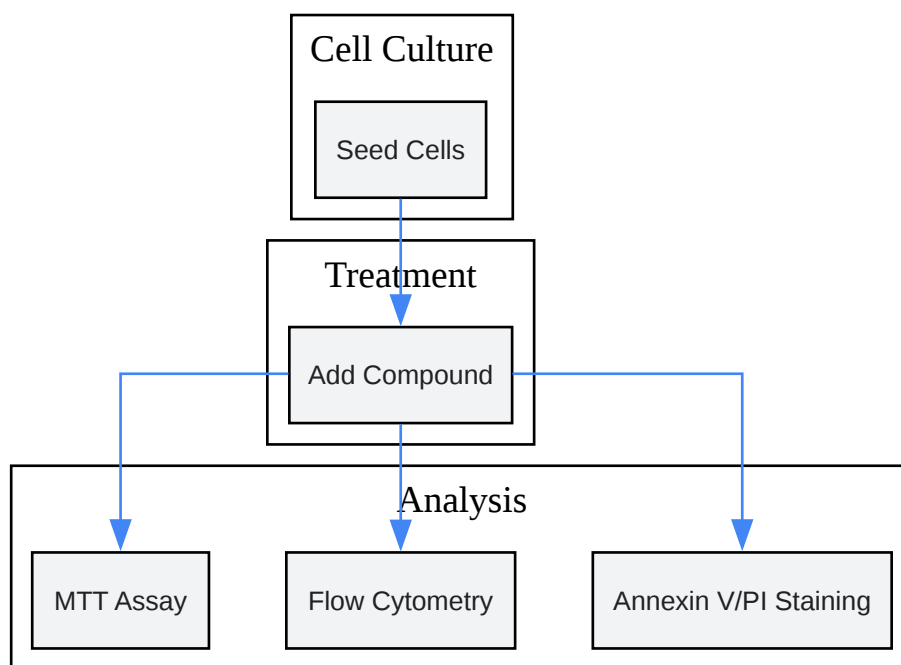 Cell Culture
Seed Cells
Treatment
Add Compound
Analysis
MTT Assay
Flow Cytometry
Annexin V/PI Staining